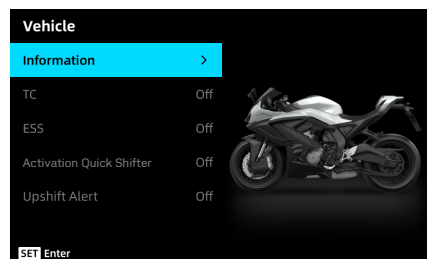 Vehicle
Information >
TC Off
ESS Off
Activation Quick Shifter Off
Upshift Alert Off
SET Enter